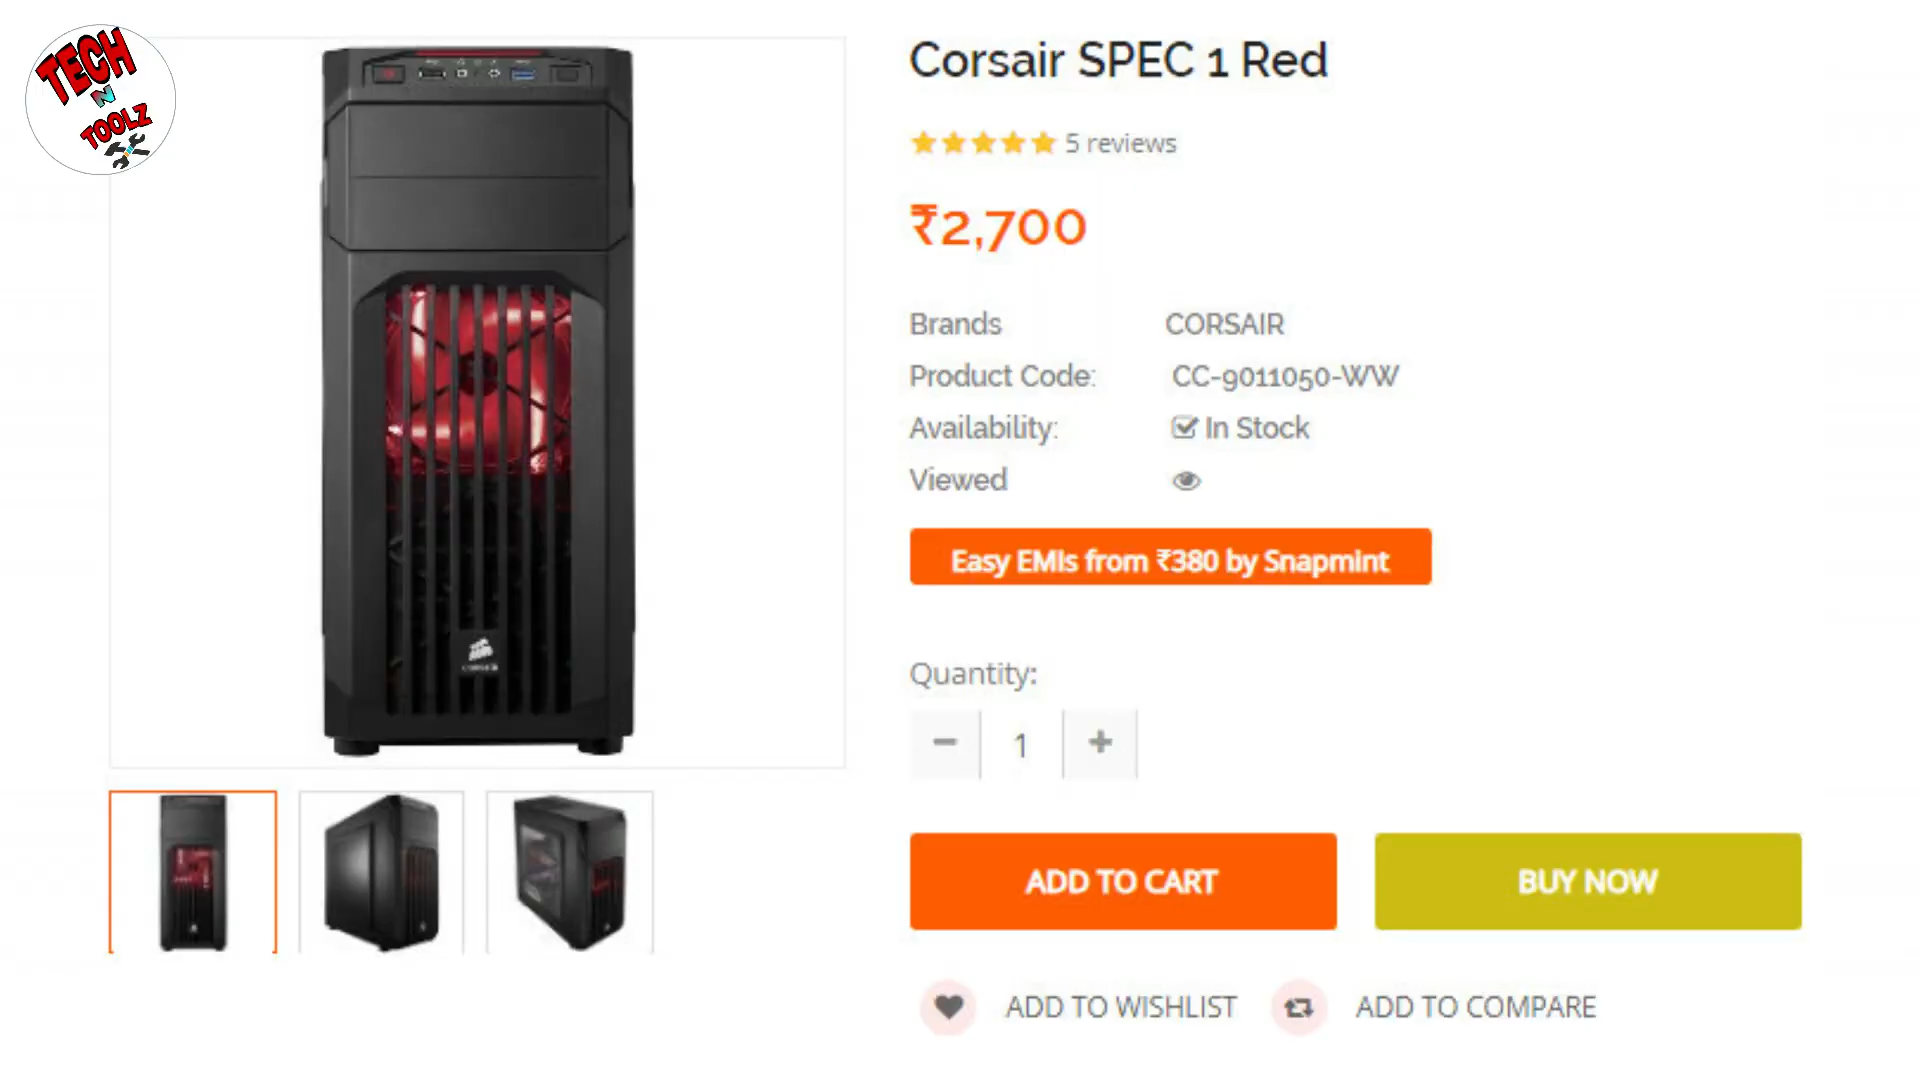 TECH
N
TOOLZ
CORSAIR
Corsair SPEC 1 Red
5 reviews
₹2,700
Brands CORSAIR
Product Code: CC-9011050-WW
Availability: In Stock
Viewed
Easy EMIs from ₹380 by Snapmint
Quantity:
1
ADD TO CART BUY NOW
ADD TO WISHLIST ADD TO COMPARE